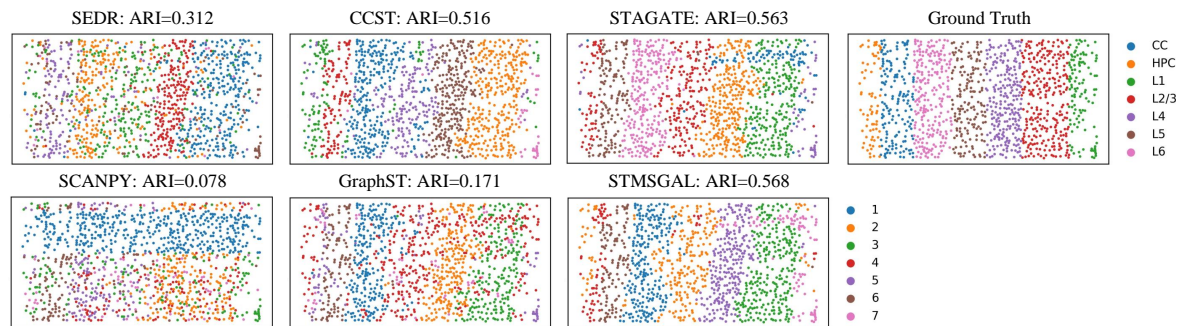 SEDR: ARI=0.312
CCST: ARI=0.516
STAGATE: ARI=0.563
Ground Truth
CC
HPC
L1
L2/3
L4
L5
L6
SCANPY: ARI=0.078
GraphST: ARI=0.171
STMSGAL: ARI=0.568
1
2
3
4
5
6
7